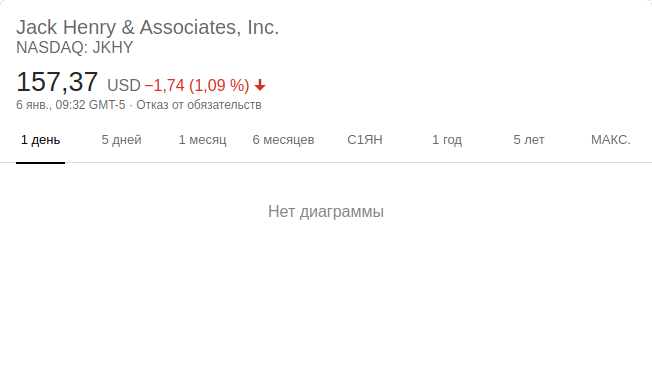 Jack Henry & Associates, Inc.
NASDAQ: JKHY
157,37 USD −1,74 (1,09 %)
6 янв., 09:32 GMT-5 · Отказ от обязательств
1 день 5 дней 1 месяц 6 месяцев С1ЯН 1 год 5 лет МАКС.
Нет диаграммы